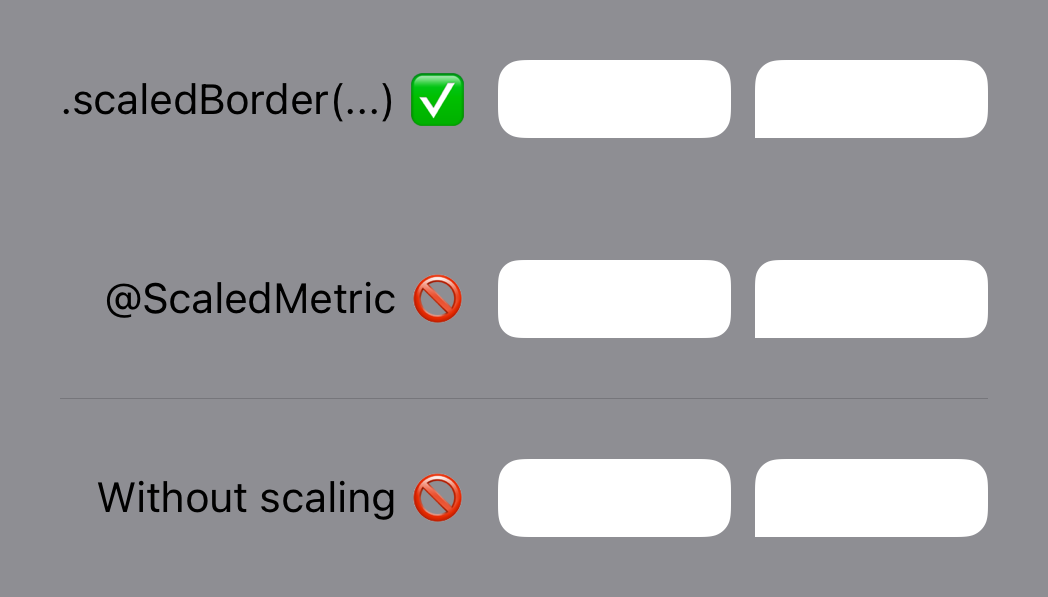 .scaledBorder(...) ✅
@ScaledMetric 🚫
Without scaling 🚫